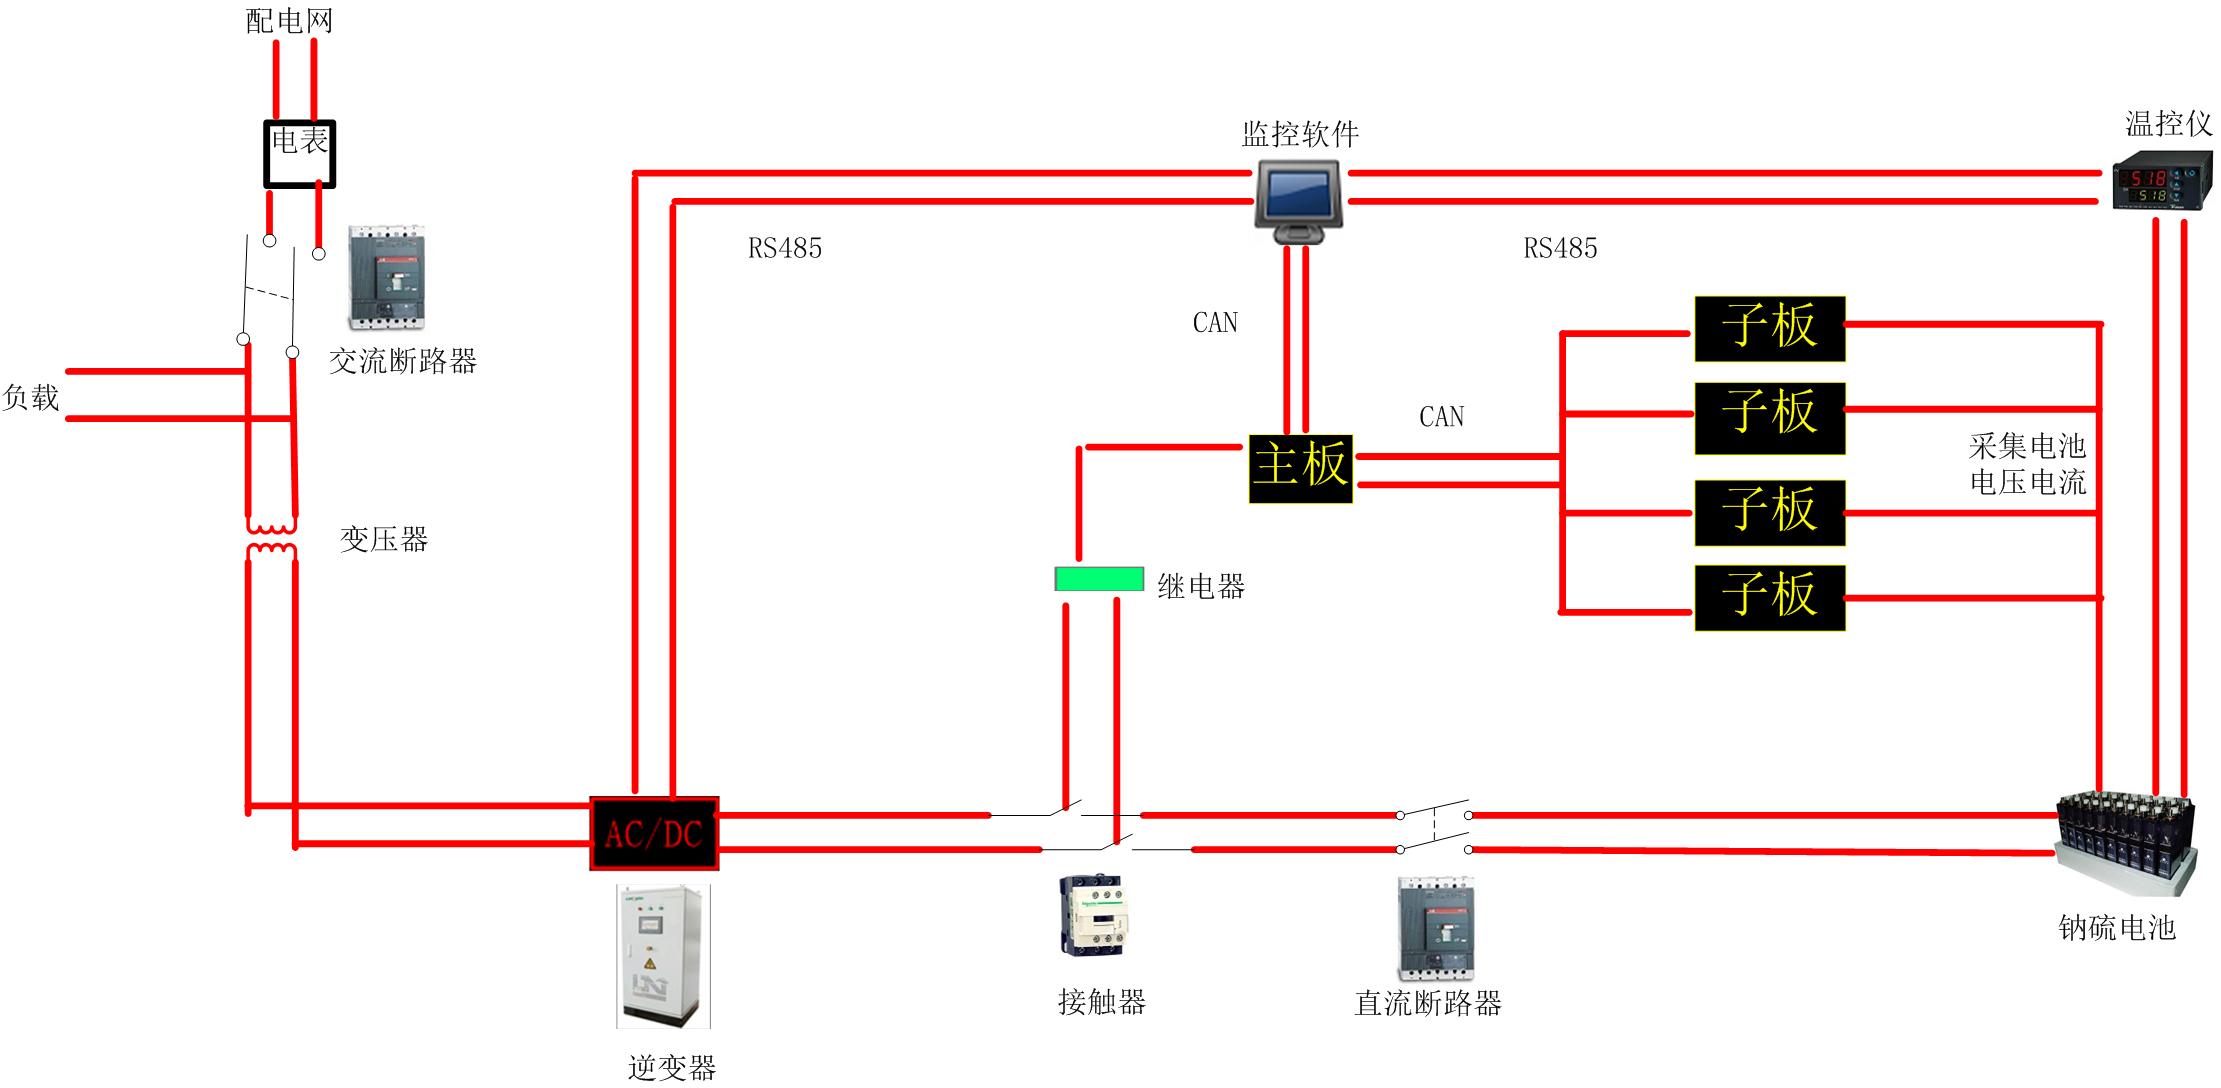 配电网
电表
监控软件
温控仪
518
518
RS485
RS485
CAN
交流断路器
负载
CAN
主板
子板
子板
子板
子板
采集电池
电压电流
变压器
继电器
AC/DC
钠硫电池
接触器
直流断路器
逆变器